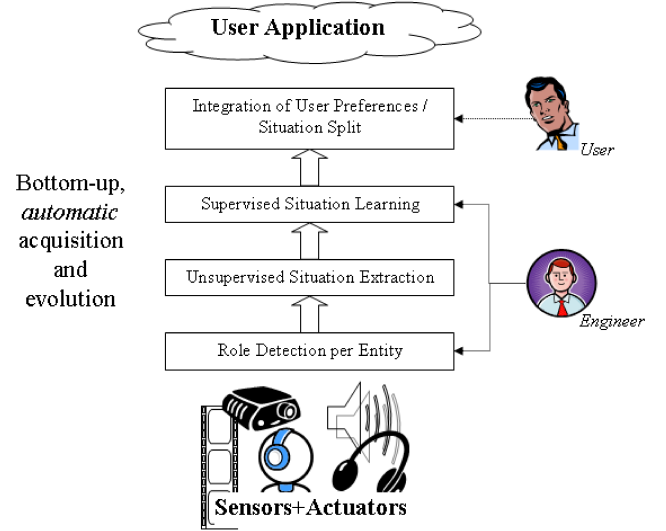 User Application
Integration of User Preferences /
Situation Split
User
Bottom-up,
automatic
acquisition
and
evolution
Supervised Situation Learning
Unsupervised Situation Extraction
Engineer
Role Detection per Entity
Sensors+Actuators